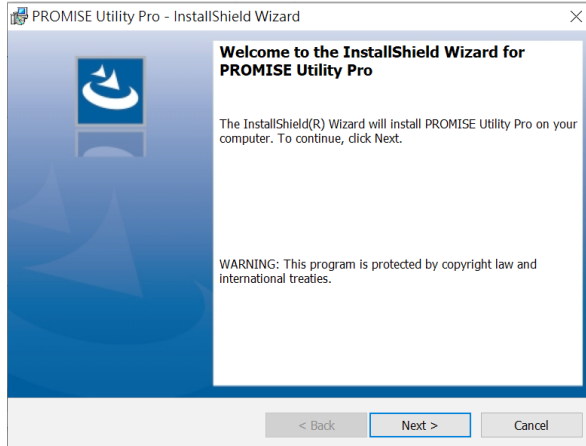 PROMISE Utility Pro - InstallShield Wizard
Welcome to the InstallShield Wizard for
PROMISE Utility Pro
The InstallShield(R) Wizard will install PROMISE Utility Pro on your
computer. To continue, click Next.
WARNING: This program is protected by copyright law and
international treaties.
< Back
Next >
Cancel